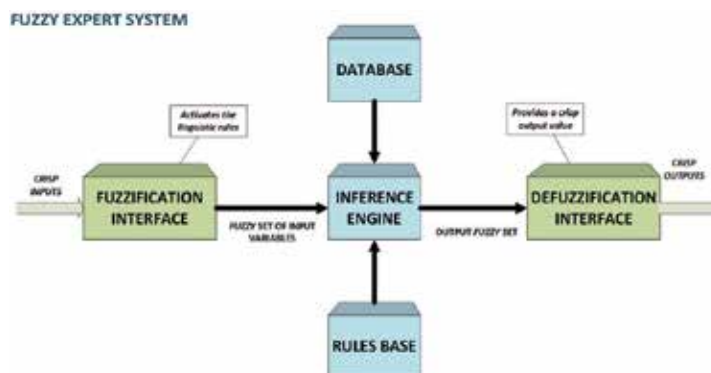 FUZZY EXPERT SYSTEM
DATABASE
Activates the
linguistic rules
Provides a crisp
output value
CRISP
INPUTS
FUZZIFICATION
INTERFACE
FUZZY SET OF INPUT
VARIABLES
INFERENCE
ENGINE
OUTPUT FUZZY SET
DEFUZZIFICATION
INTERFACE
CRISP
OUTPUTS
RULES BASE